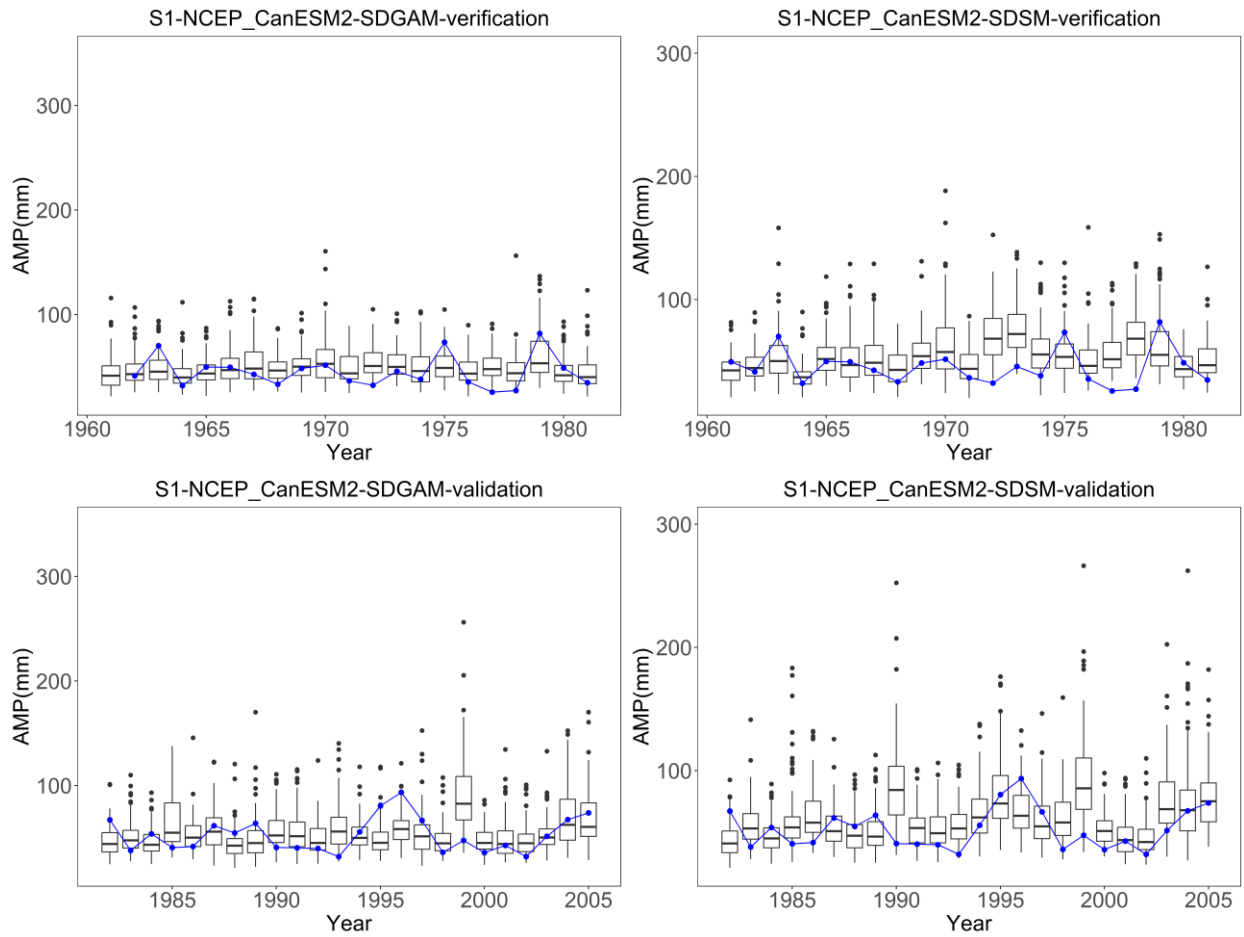 S1-NCEP_CanESM2-SDGAM-verification
AMP(mm)
300
200
100
1960 1965 1970 1975 1980
Year
S1-NCEP_CanESM2-SDSM-verification
AMP(mm)
300
200
100
1960 1965 1970 1975 1980
Year
S1-NCEP_CanESM2-SDGAM-validation
AMP(mm)
300
200
100
1985 1990 1995 2000 2005
Year
S1-NCEP_CanESM2-SDSM-validation
AMP(mm)
300
200
100
1985 1990 1995 2000 2005
Year